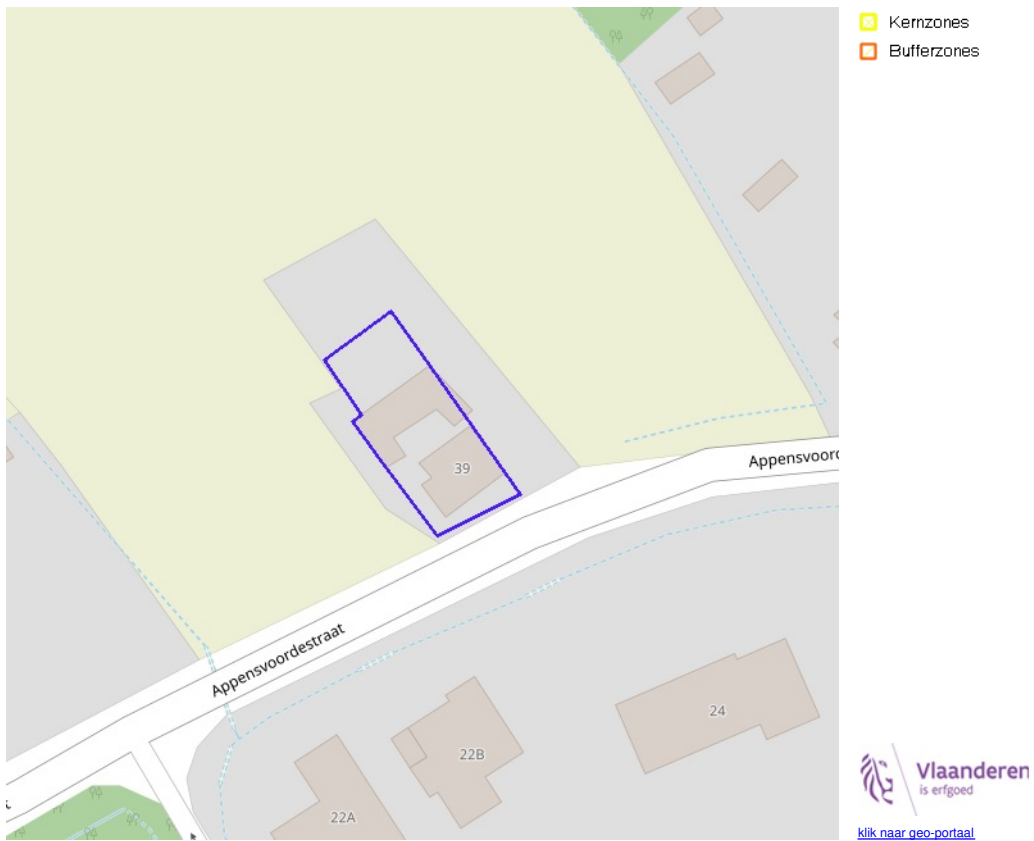 Kernzones
Bufferzones
Appensvoord
39
Appensvoordestraat
24
22B
22A
k
Vlaanderen
is erfgoed
klik naar geo-portaal